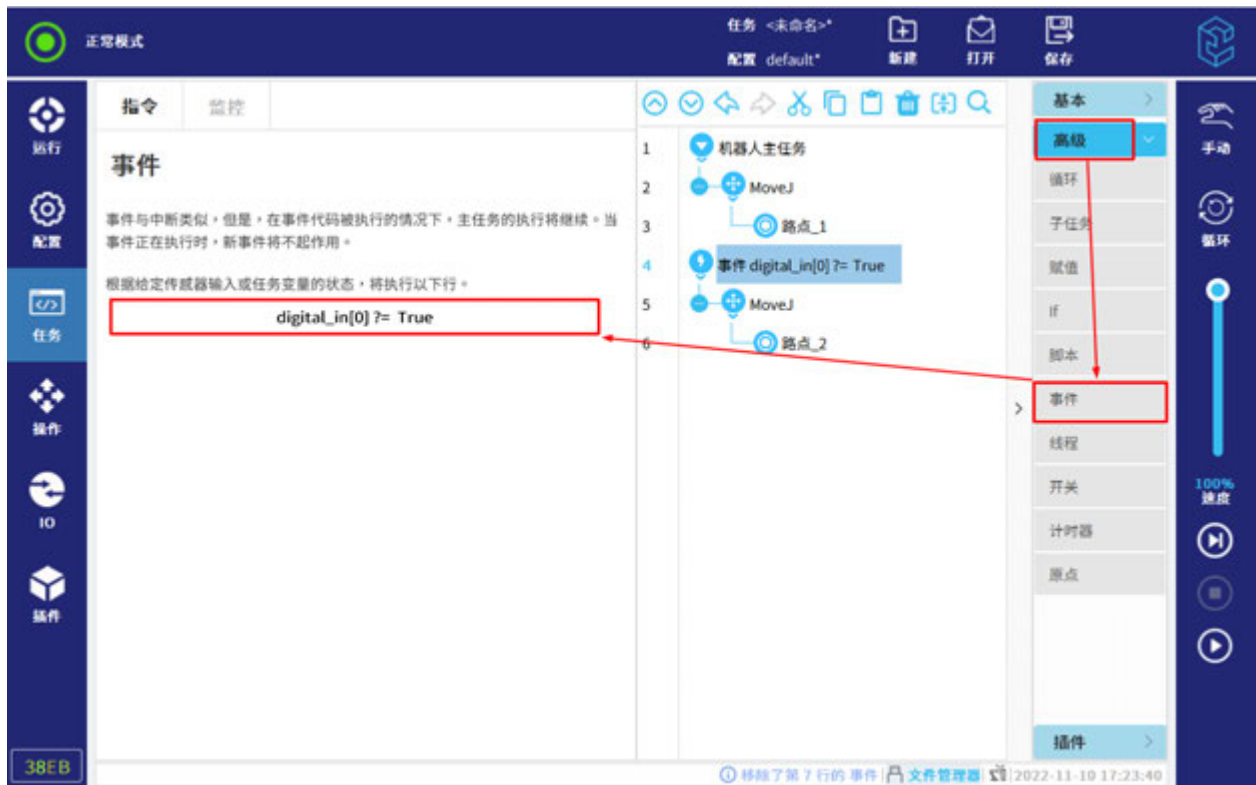 正常模式
任务 <未命名>*
配置 default*
新建
打开
保存
运行
配置
任务
操作
IO
插件
38EB
指令
监控
事件
事件与中断类似，但是，在事件代码被执行的情况下，主任务的执行将继续。当
事件正在执行时，新事件将不起作用。
根据给定传感器输入或任务变量的状态，将执行以下行。
digital_in[0] ?= True
1 机器人主任务
2 MoveJ
3 路点_1
4 事件 digital_in[0] ?= True
5 MoveJ
6 路点_2
基本
高级
循环
子任务
赋值
If
脚本
事件
线程
开关
计时器
原点
插件
手动
循环
100%
速度
移除了第 7 行的 事件
文件管理器
2022-11-10 17:23:40